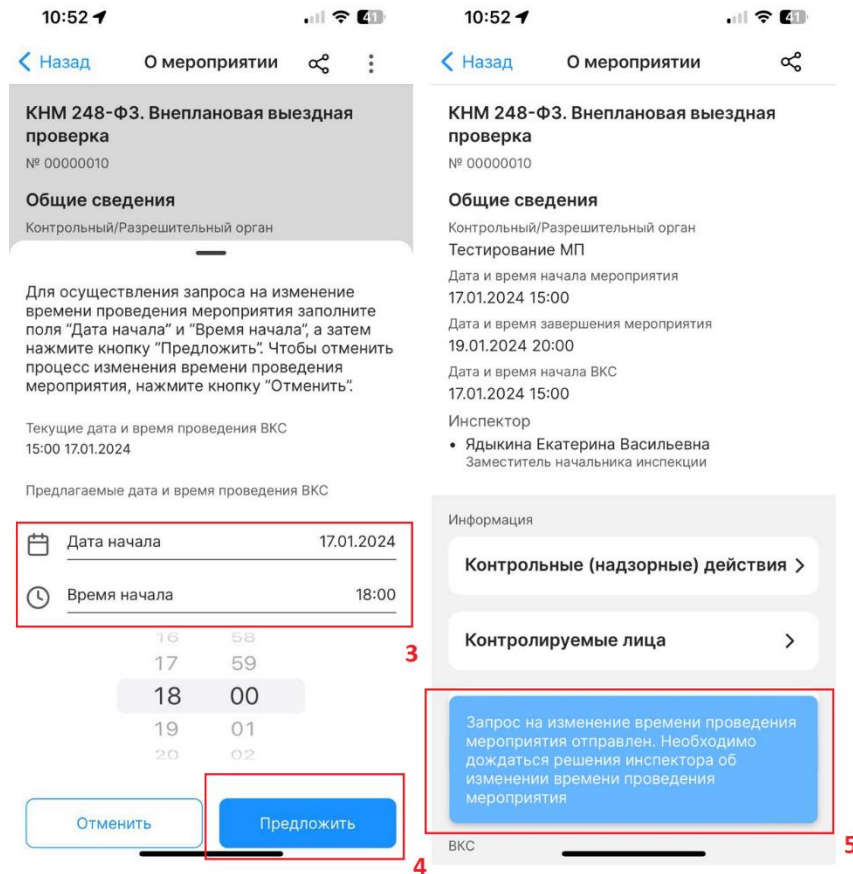 10:52
41
Назад
О мероприятии
КНМ 248-ФЗ. Внеплановая выездная
проверка
№ 00000010
Общие сведения
Контрольный/Разрешительный орган
Для осуществления запроса на изменение
времени проведения мероприятия заполните
поля “Дата начала” и “Время начала”, а затем
нажмите кнопку “Предложить”. Чтобы отменить
процесс изменения времени проведения
мероприятия, нажмите кнопку “Отменить”.
Текущие дата и время проведения ВКС
15:00 17.01.2024
Предлагаемые дата и время проведения ВКС
Дата начала 17.01.2024
Время начала 18:00
3
16 58
17 59
18 00
19 01
20 02
Отменить
Предложить
4
10:52
41
Назад
О мероприятии
КНМ 248-ФЗ. Внеплановая выездная
проверка
№ 00000010
Общие сведения
Контрольный/Разрешительный орган
Тестирование МП
Дата и время начала мероприятия
17.01.2024 15:00
Дата и время завершения мероприятия
19.01.2024 20:00
Дата и время начала ВКС
17.01.2024 15:00
Инспектор
• Ядыкина Екатерина Васильевна
Заместитель начальника инспекции
Информация
Контрольные (надзорные) действия
Контролируемые лица
Запрос на изменение времени проведения
мероприятия отправлен. Необходимо
дождаться решения инспектора об
изменении времени проведения
мероприятия
5
ВКС